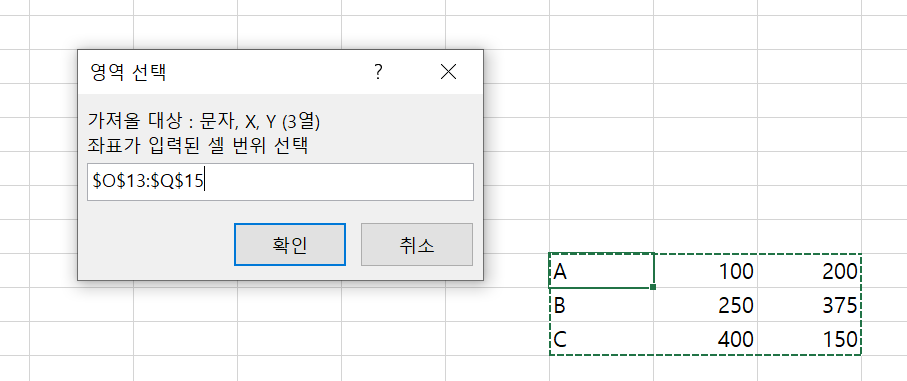 영역 선택
?
가져올 대상 : 문자, X, Y (3열)
좌표가 입력된 셀 번위 선택
$O$13:$Q$15
확인 취소
A 100 200
B 250 375
C 400 150